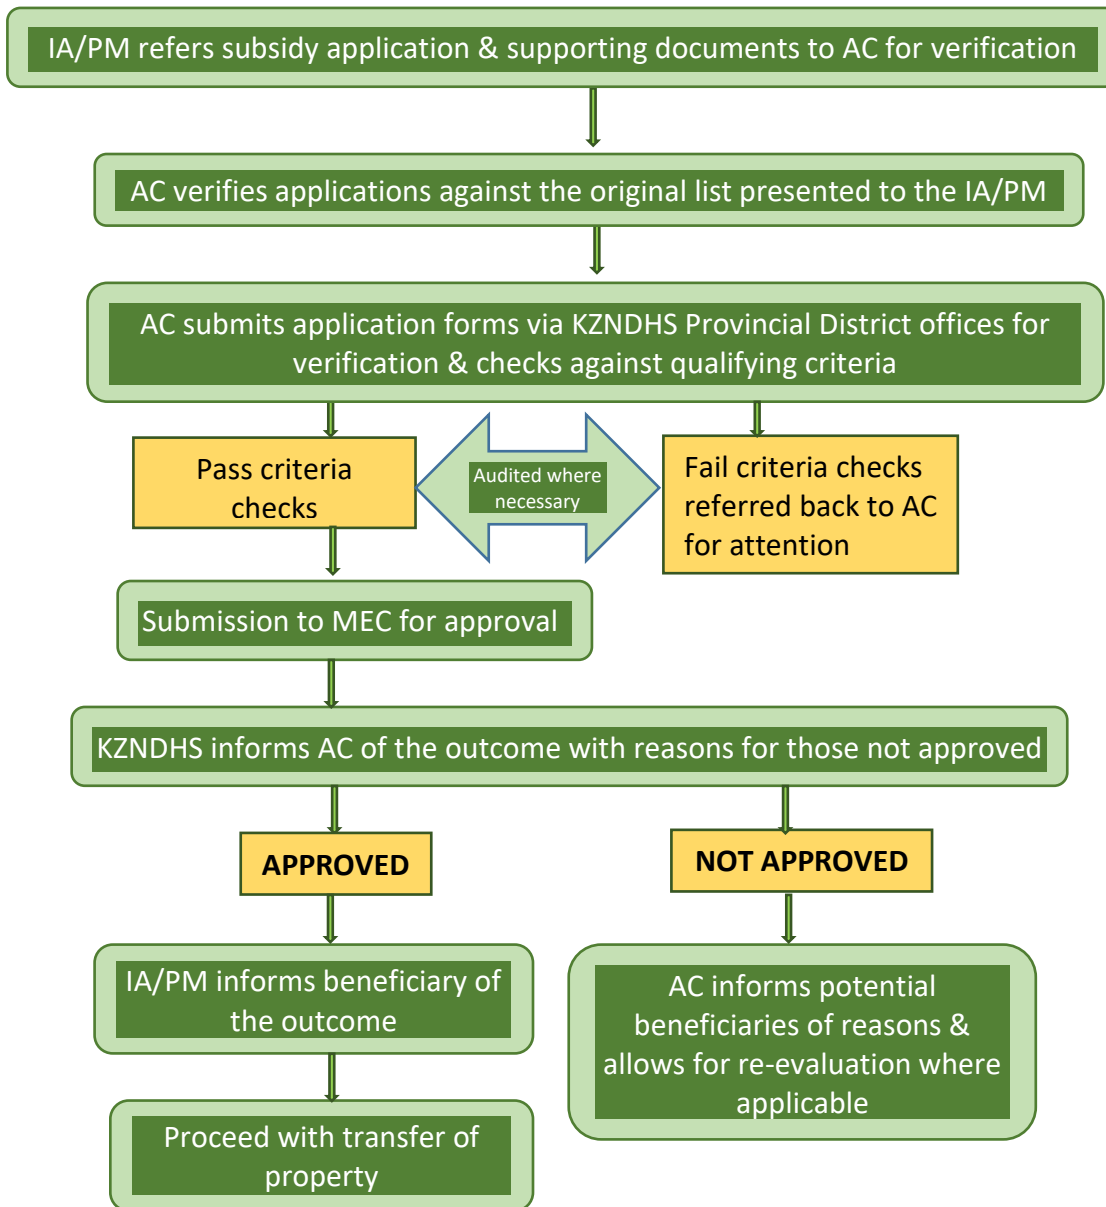 IA/PM refers subsidy application & supporting documents to AC for verification
AC verifies applications against the original list presented to the IA/PM
AC submits application forms via KZNDHS Provincial District offices for
verification & checks against qualifying criteria
Pass criteria
checks
Audited where
necessary
Fail criteria checks
referred back to AC
for attention
Submission to MEC for approval
KZNDHS informs AC of the outcome with reasons for those not approved
APPROVED
NOT APPROVED
IA/PM informs beneficiary of
the outcome
AC informs potential
beneficiaries of reasons &
allows for re-evaluation where
applicable
Proceed with transfer of
property